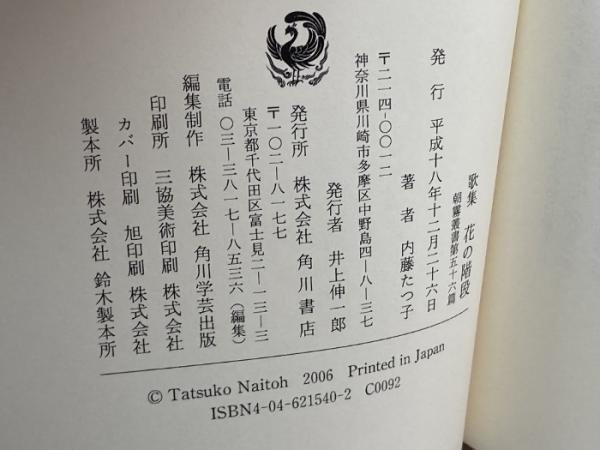 歌集 花の階段
朝霧叢書第五十六篇
発行 平成十八年十二月二十六日
著者 内藤たつ子
〒二一四-〇〇一二
神奈川県川崎市多摩区中野島四-八-三七
発行者 井上伸一郎
発行所 株式会社 角川書店
〒一〇二-八一七七
東京都千代田区富士見二-一三-三
電話 〇三-三八一七-八五三六(編集)
編集制作 株式会社 角川学芸出版
印刷所 三協美術印刷 株式会社
カバー印刷 旭印刷 株式会社
製本所 株式会社 鈴木製本所
© Tatsuko Naitoh 2006 Printed in Japan
ISBN4-04-621540-2 C0092